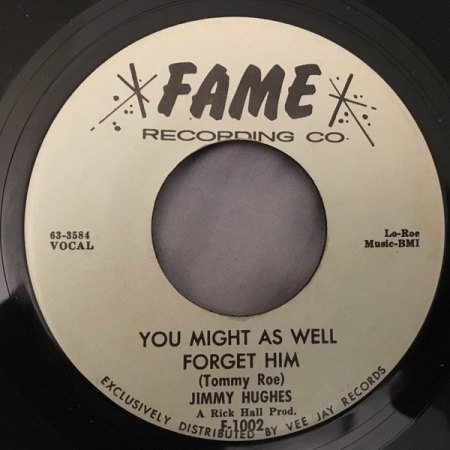 FAME
RECORDING CO.
63-3584
VOCAL
Lo-Roe
Music-BMI
YOU MIGHT AS WELL
FORGET HIM
(Tommy Roe)
JIMMY HUGHES
A Rick Hall Prod.
F-1002
EXCLUSIVELY DISTRIBUTED BY VEE JAY RECORDS